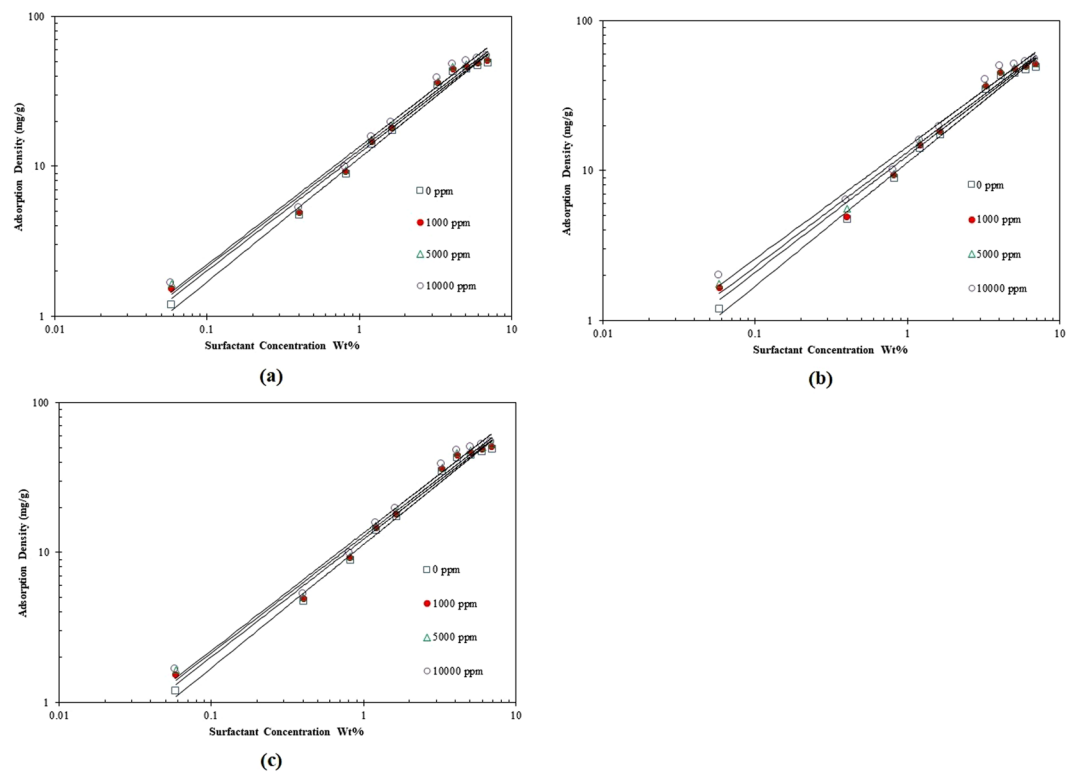 100
10
1
Adsorption Density (mg/g)
0 ppm
1000 ppm
5000 ppm
10000 ppm
0.01
0.1
1
10
Surfactant Concentration Wt%
(a)
100
10
1
Adsorption Density (mg/g)
0 ppm
1000 ppm
5000 ppm
10000 ppm
0.01
0.1
1
10
Surfactant Concentration Wt%
(b)
100
10
1
Adsorption Density (mg/g)
0 ppm
1000 ppm
5000 ppm
10000 ppm
0.01
0.1
1
10
Surfactant Concentration Wt%
(c)